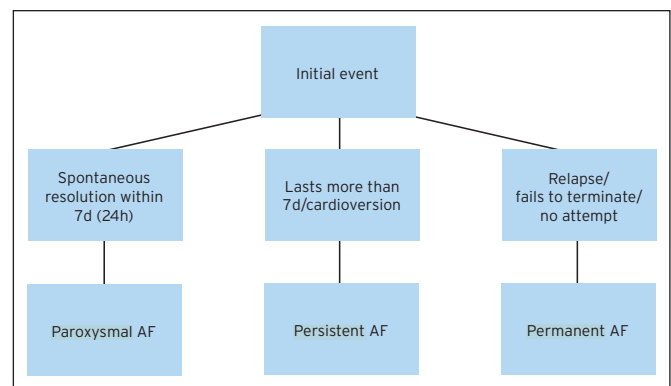 Initial event
Spontaneous
resolution within
7d (24h)
Lasts more than
7d/cardioversion
Relapse/
fails to terminate/
no attempt
Paroxysmal AF
Persistent AF
Permanent AF